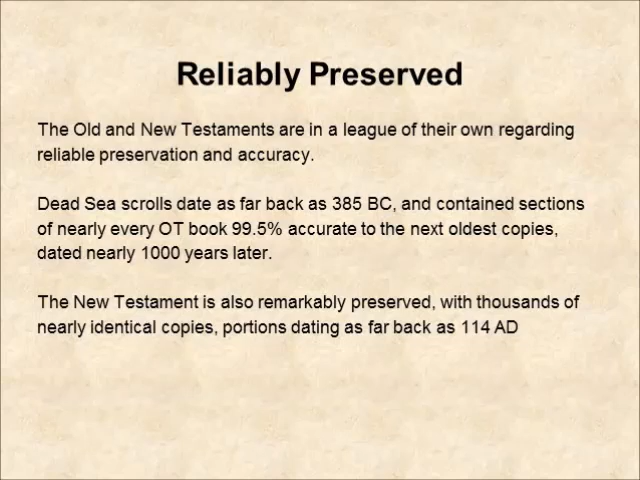 Reliably Preserved
The Old and New Testaments are in a league of their own regarding
reliable preservation and accuracy.
Dead Sea scrolls date as far back as 385 BC, and contained sections
of nearly every OT book 99.5% accurate to the next oldest copies,
dated nearly 1000 years later.
The New Testament is also remarkably preserved, with thousands of
nearly identical copies, portions dating as far back as 114 AD